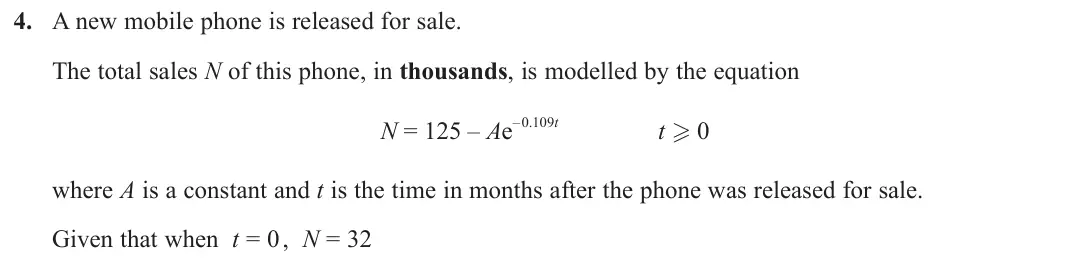 4. A new mobile phone is released for sale.
The total sales N of this phone, in thousands, is modelled by the equation
N = 125 – Ae^{–0.109t}    t ⩾ 0
where A is a constant and t is the time in months after the phone was released for sale.
Given that when t = 0, N = 32